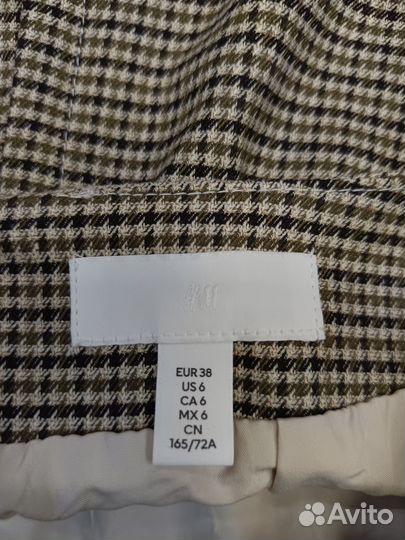 H&M
EUR 38
US 6
CA 6
MX 6
CN
165/72A
Avito